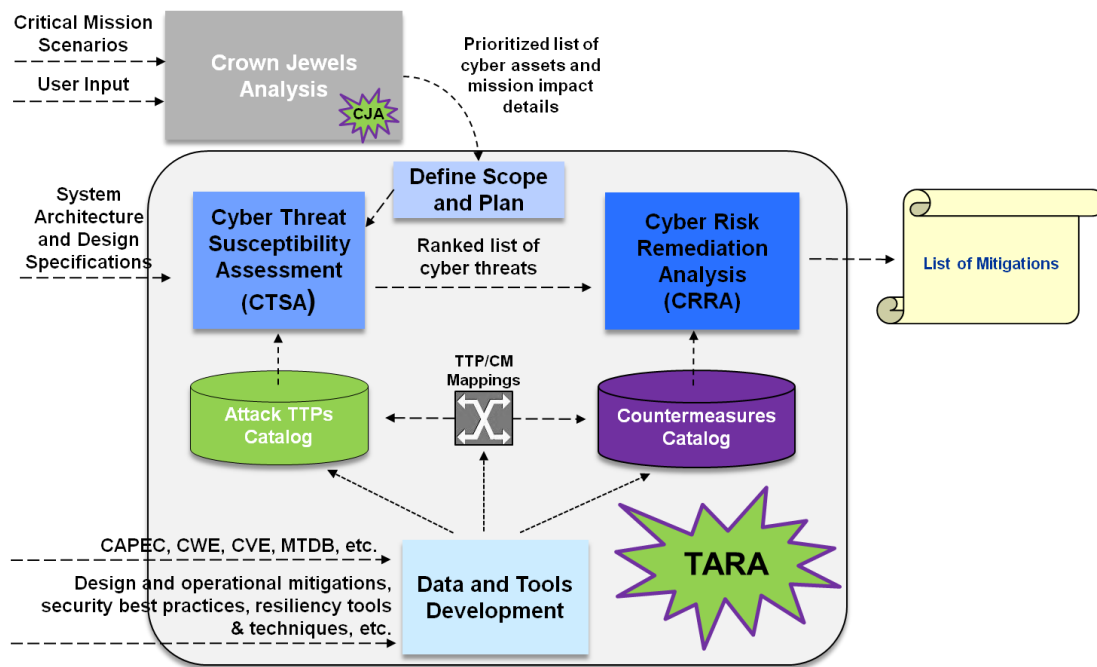 Critical Mission
Scenarios
User Input
Crown Jewels
Analysis
CJA
Prioritized list of
cyber assets and
mission impact
details
Define Scope
and Plan
System
Architecture
and Design
Specifications
Cyber Threat
Susceptibility
Assessment
(CTSA)
Ranked list of
cyber threats
Cyber Risk
Remediation
Analysis
(CRRA)
List of Mitigations
TTP/CM
Mappings
Attack TTPs
Catalog
Countermeasures
Catalog
CAPEC, CWE, CVE, MTDB, etc.
Design and operational mitigations,
security best practices, resiliency tools
& techniques, etc.
Data and Tools
Development
TARA